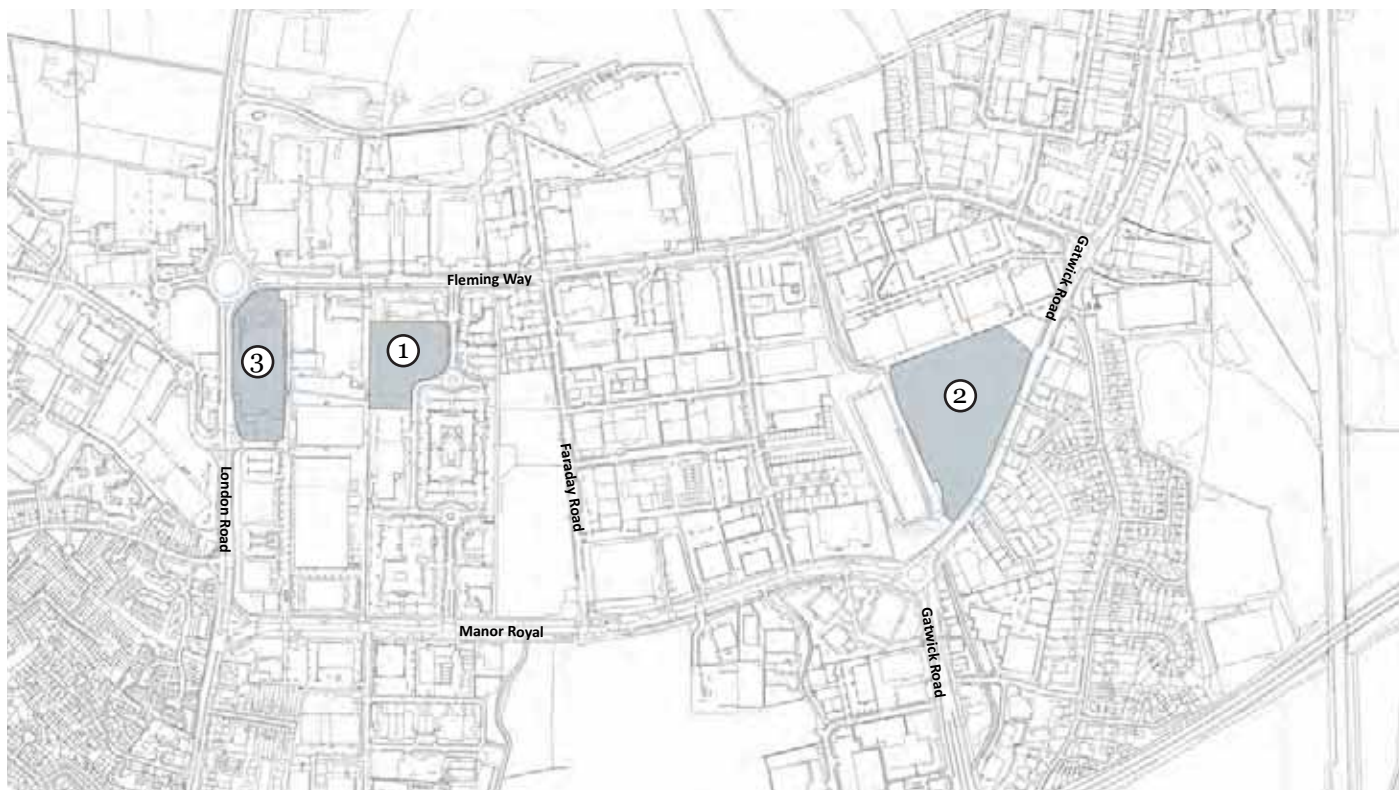 Gatwick Road
Fleming Way
1
3
2
Faraday Road
London Road
Gatwick Road
Manor Royal